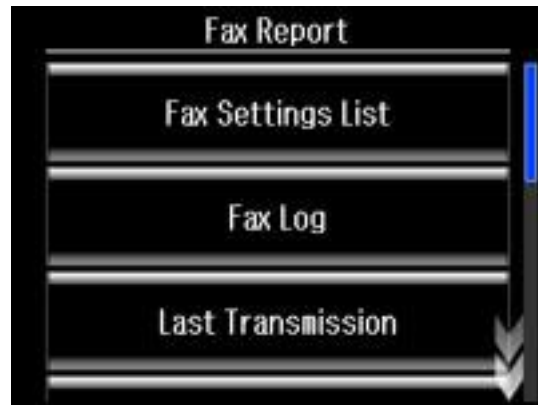 Fax Report
Fax Settings List
Fax Log
Last Transmission